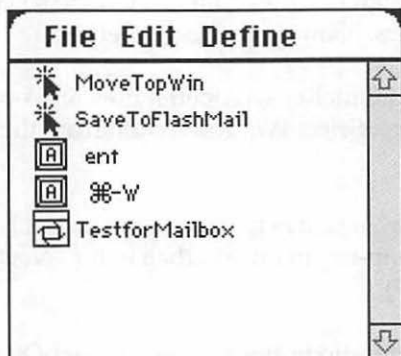 File Edit Define
MoveTopWin
SaveToFlashMail
A ent
A ⌘-W
TestforMailbox